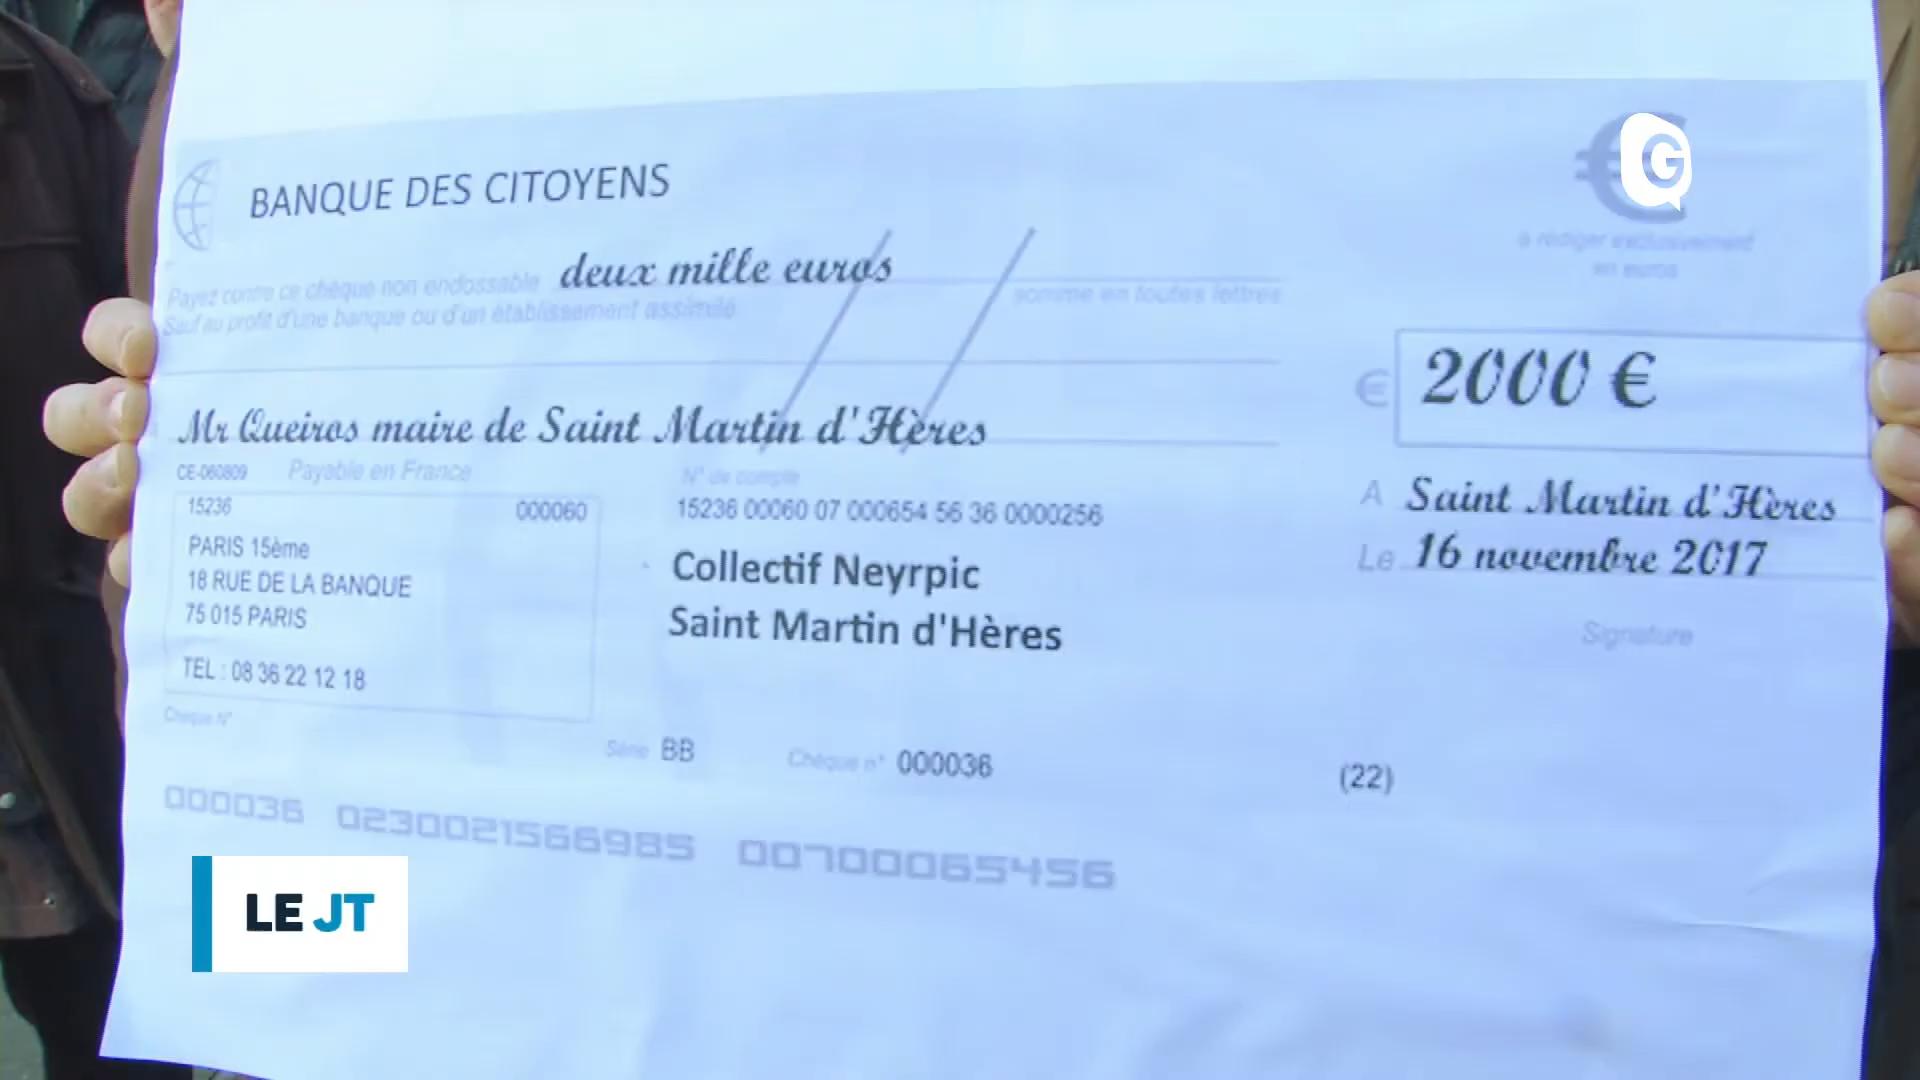 BANQUE DES CITOYENS
€
G
à rédiger exclusivement
en euros
Payez contre ce chèque non endossable deux mille euros
Sauf au profit d'une banque ou d'un établissement assimilé
somme en toutes lettres
€ 2000 €
Mr Queiros maire de Saint Martin d'Hères
CE-060809 Payable en France
N° de compte
15236 000060
15236 00060 07 000654 56 36 0000256
A Saint Martin d'Hères
Le 16 novembre 2017
PARIS 15ème
18 RUE DE LA BANQUE
75 015 PARIS
TEL : 08 36 22 12 18
Collectif Neyrpic
Saint Martin d'Hères
Signature
Chèque N°
Série BB Chèque n° 000036 (22)
000036 0230021566985 00700065456
LE JT